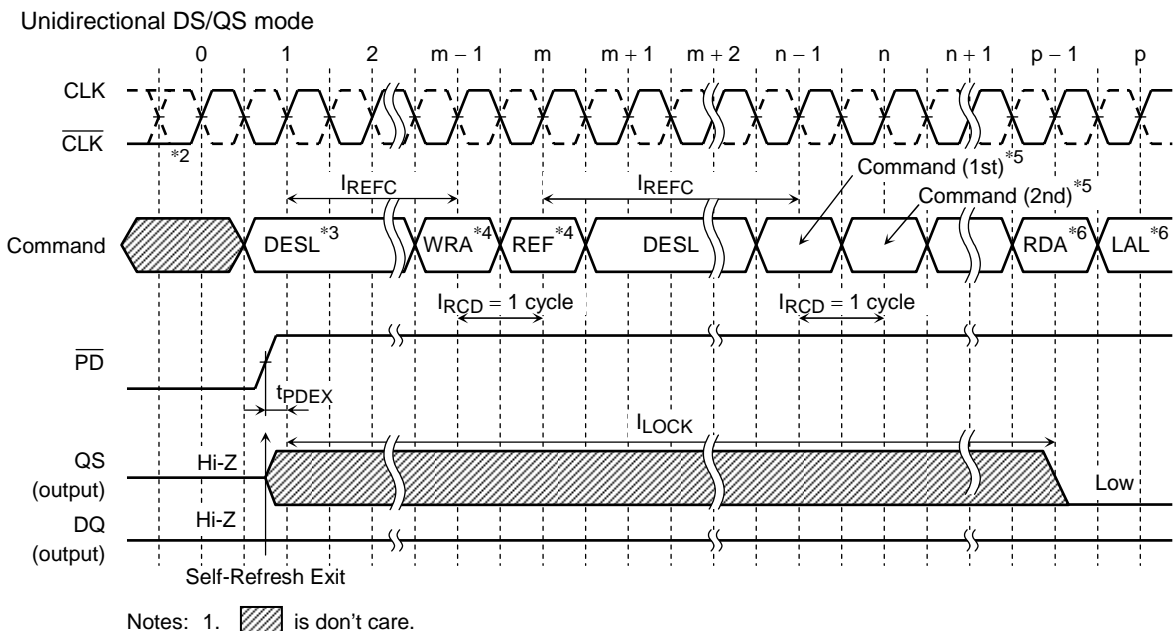 Unidirectional DS/QS mode
0 1 2 m − 1 m m + 1 m + 2 n − 1 n n + 1 p − 1 p
CLK
CLK
*2
Command (1st)*5
IREFC IREFC
Command (2nd)*5
Command DESL*3 WRA*4 REF*4 DESL RDA*6 LAL*6
IRCD = 1 cycle IRCD = 1 cycle
PD
tPDEX
ILOCK
QS
(output)
Hi-Z
Low
DQ
(output)
Hi-Z
Self-Refresh Exit
Notes: 1. is don't care.